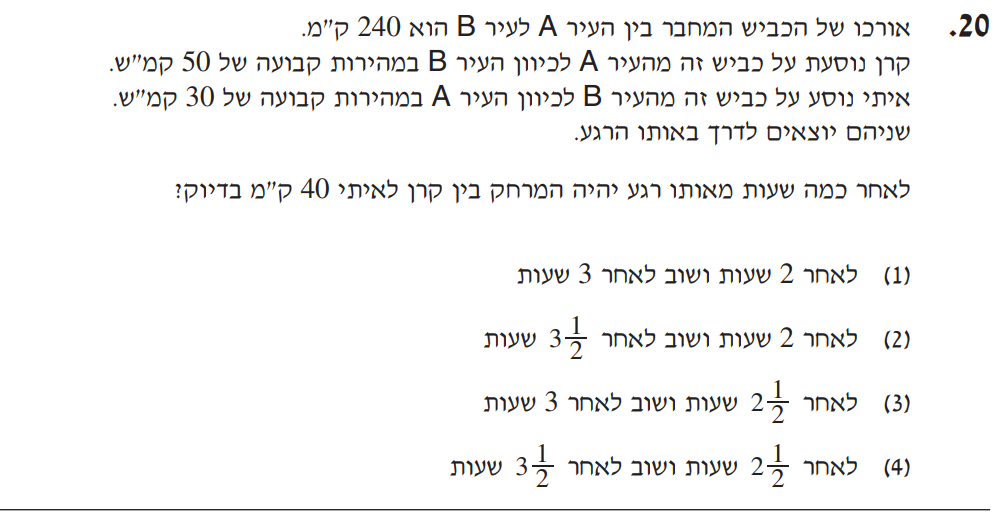 20. אורכו של הכביש המחבר בין העיר A לעיר B הוא 240 ק"מ.
קרן נוסעת על כביש זה מהעיר A לכיוון העיר B במהירות קבועה של 50 קמ"ש.
איתי נוסע על כביש זה מהעיר B לכיוון העיר A במהירות קבועה של 30 קמ"ש.
שניהם יוצאים לדרך באותו הרגע.
לאחר כמה שעות מאותו רגע יהיה המרחק בין קרן לאיתי 40 ק"מ בדיוק?
(1) לאחר 2 שעות ושוב לאחר 3 שעות
(2) לאחר 2 שעות ושוב לאחר 3 1/2 שעות
(3) לאחר 2 1/2 שעות ושוב לאחר 3 שעות
(4) לאחר 2 1/2 שעות ושוב לאחר 3 1/2 שעות